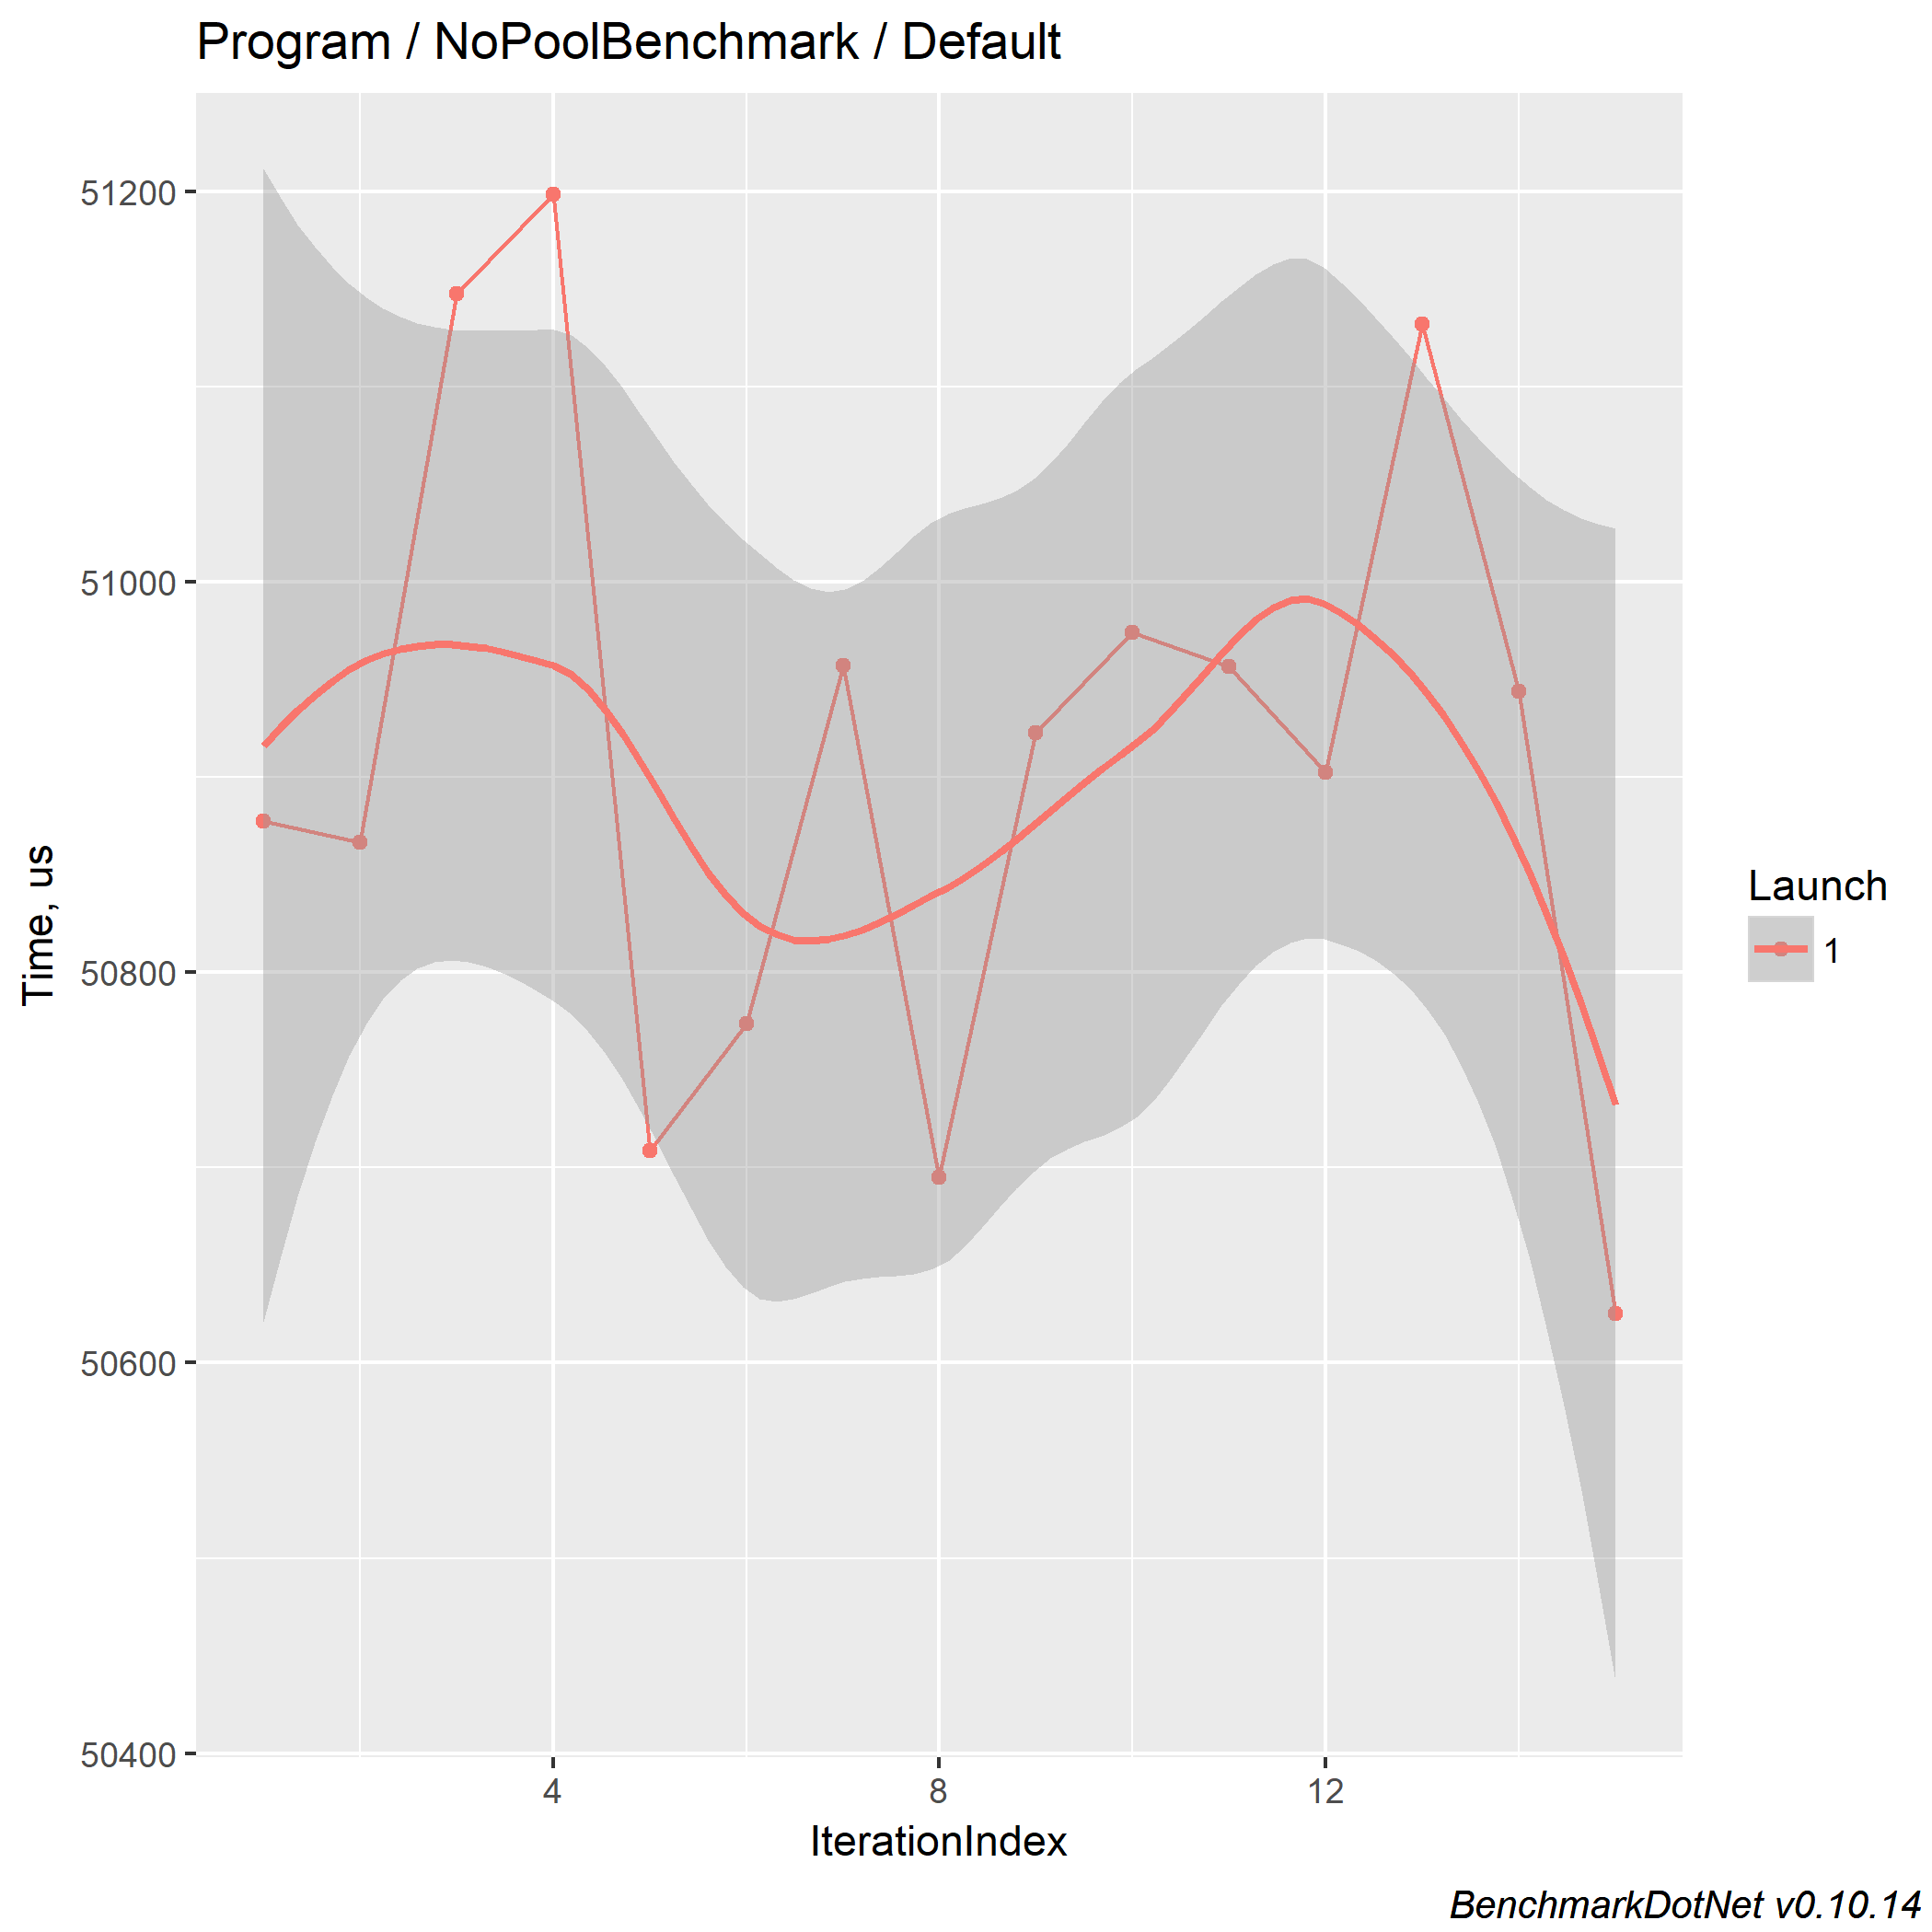 Program / NoPoolBenchmark / Default
51200
51000
50800
50600
50400
Time, us
4
8
12
IterationIndex
Launch
1
BenchmarkDotNet v0.10.14